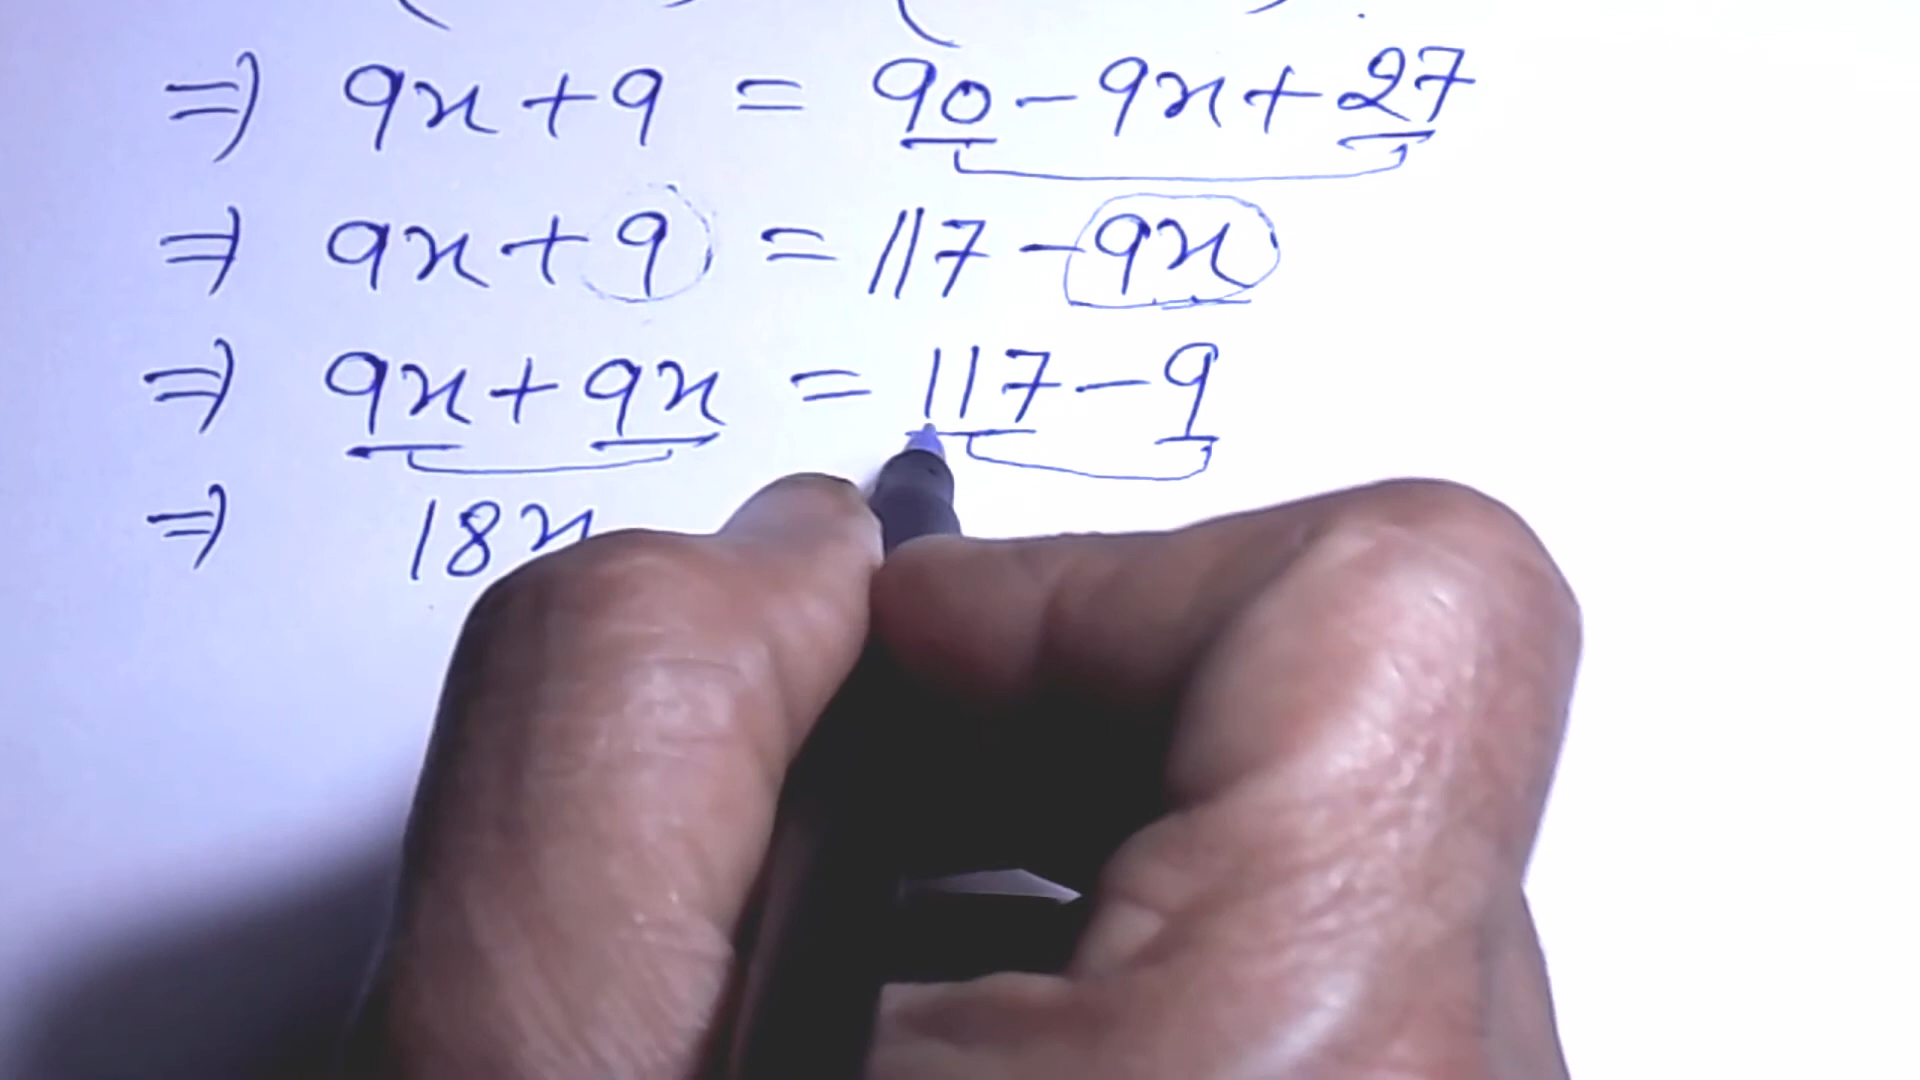 ⇒ 9x + 9 = 90 - 9x + 27
⇒ 9x + 9 = 117 - 9x
⇒ 9x + 9x = 117 - 9
⇒ 18x